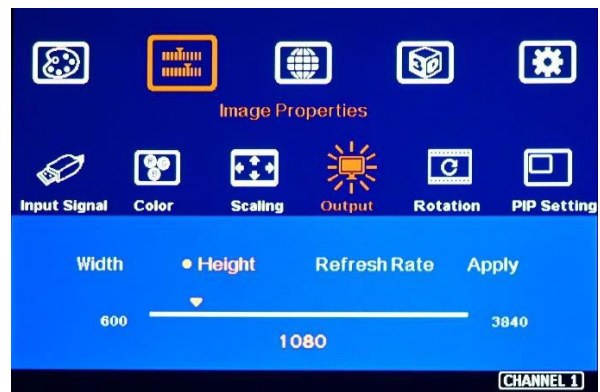 3D
Image Properties
Input Signal Color Scaling Output Rotation PIP Setting
Width Height Refresh Rate Apply
600 3840
1080
CHANNEL 1